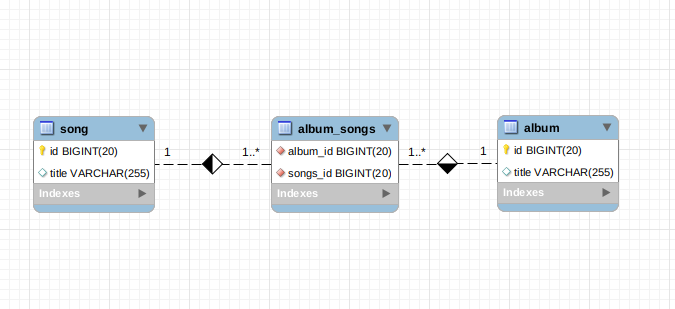 song
id BIGINT(20)
title VARCHAR(255)
Indexes
1
1..*
album_songs
album_id BIGINT(20)
songs_id BIGINT(20)
Indexes
1..*
1
album
id BIGINT(20)
title VARCHAR(255)
Indexes